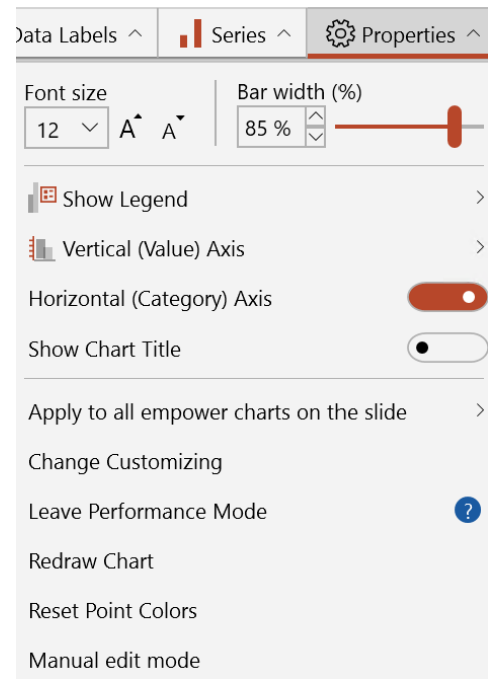 Data Labels
Series
Properties
Font size
Bar width (%)
12
A A
85 %
Show Legend
Vertical (Value) Axis
Horizontal (Category) Axis
Show Chart Title
Apply to all empower charts on the slide
Change Customizing
Leave Performance Mode ?
Redraw Chart
Reset Point Colors
Manual edit mode